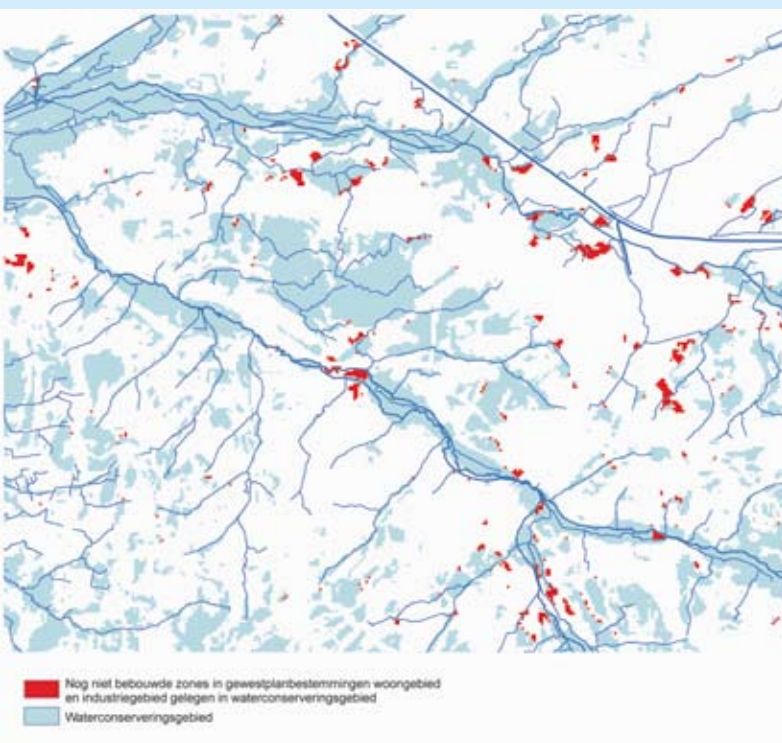 Nog niet bebouwde zones in gewestplanbestemmingen woongebied
en industriegebied gelegen in waterconserveringsgebied
Waterconserveringsgebied